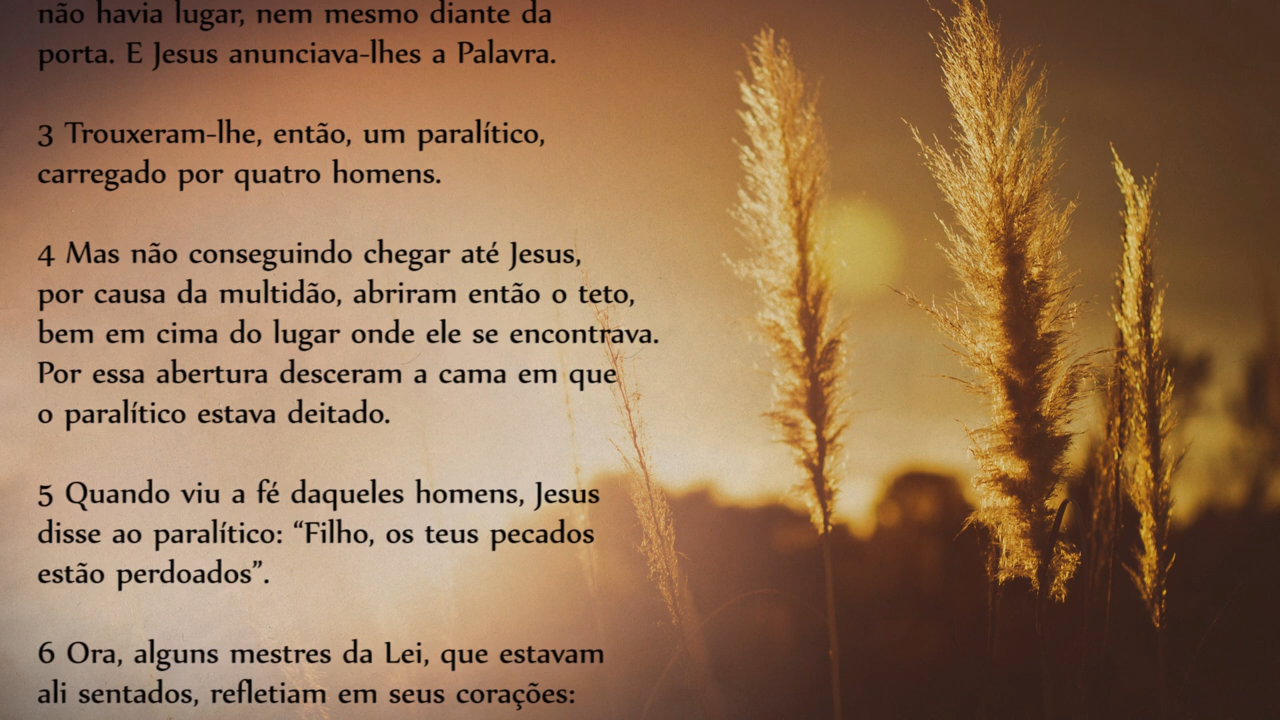 não havia lugar, nem mesmo diante da
porta. E Jesus anunciava-lhes a Palavra.
3 Trouxeram-lhe, então, um paralítico,
carregado por quatro homens.
4 Mas não conseguindo chegar até Jesus,
por causa da multidão, abriram então o teto,
bem em cima do lugar onde ele se encontrava.
Por essa abertura desceram a cama em que
o paralítico estava deitado.
5 Quando viu a fé daqueles homens, Jesus
disse ao paralítico: “Filho, os teus pecados
estão perdoados”.
6 Ora, alguns mestres da Lei, que estavam
ali sentados, refletiam em seus corações: